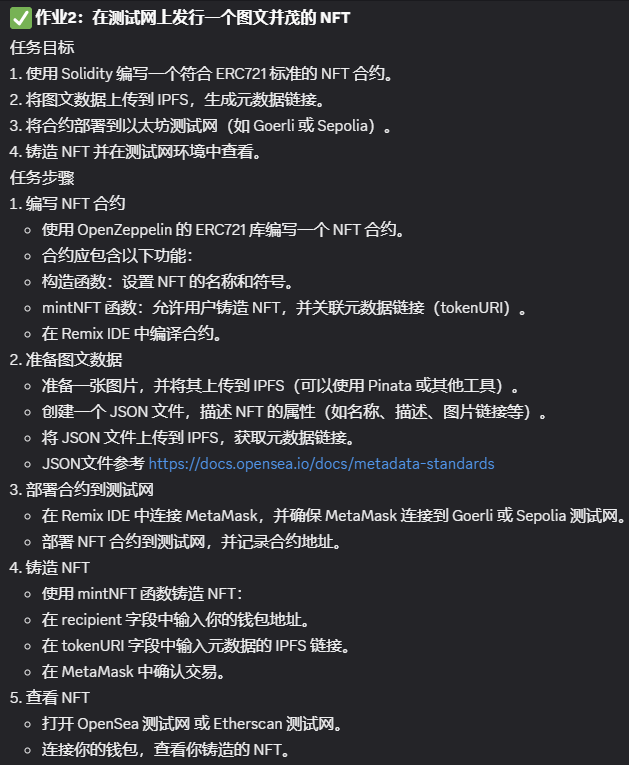 ✅ 作业2：在测试网上发行一个图文并茂的 NFT
任务目标
1. 使用 Solidity 编写一个符合 ERC721 标准的 NFT 合约。
2. 将图文数据上传到 IPFS，生成元数据链接。
3. 将合约部署到以太坊测试网（如 Goerli 或 Sepolia）。
4. 铸造 NFT 并在测试网环境中查看。
任务步骤
1. 编写 NFT 合约
◦ 使用 OpenZeppelin 的 ERC721 库编写一个 NFT 合约。
◦ 合约应包含以下功能：
◦ 构造函数：设置 NFT 的名称和符号。
◦ mintNFT 函数：允许用户铸造 NFT，并关联元数据链接（tokenURI）。
◦ 在 Remix IDE 中编译合约。
2. 准备图文数据
◦ 准备一张图片，并将其上传到 IPFS（可以使用 Pinata 或其他工具）。
◦ 创建一个 JSON 文件，描述 NFT 的属性（如名称、描述、图片链接等）。
◦ 将 JSON 文件上传到 IPFS，获取元数据链接。
◦ JSON文件参考 https://docs.opensea.io/docs/metadata-standards
3. 部署合约到测试网
◦ 在 Remix IDE 中连接 MetaMask，并确保 MetaMask 连接到 Goerli 或 Sepolia 测试网。
◦ 部署 NFT 合约到测试网，并记录合约地址。
4. 铸造 NFT
◦ 使用 mintNFT 函数铸造 NFT：
◦ 在 recipient 字段中输入你的钱包地址。
◦ 在 tokenURI 字段中输入元数据的 IPFS 链接。
◦ 在 MetaMask 中确认交易。
5. 查看 NFT
◦ 打开 OpenSea 测试网 或 Etherscan 测试网。
◦ 连接你的钱包，查看你铸造的 NFT。